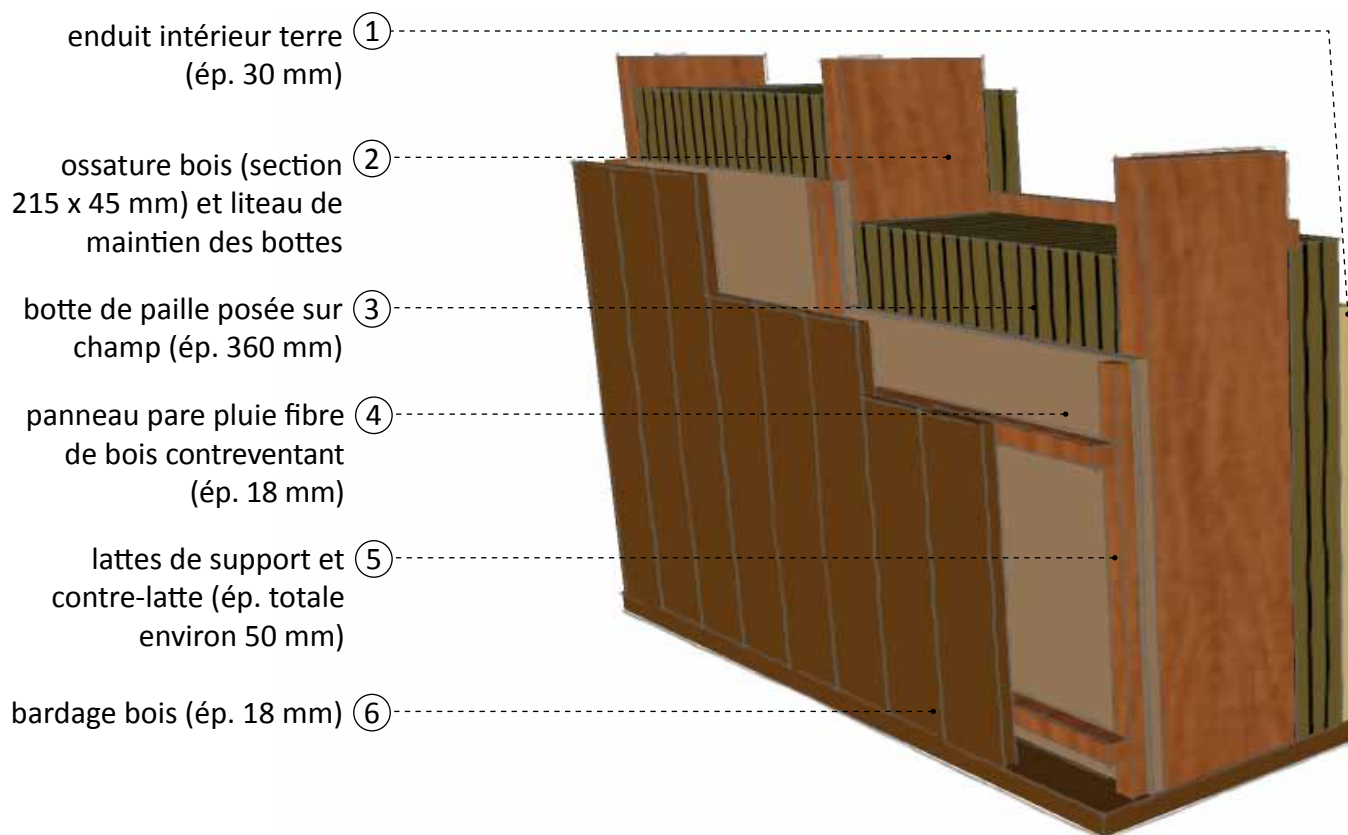 enduit intérieur terre ①
(ép. 30 mm)
ossature bois (section ②
215 x 45 mm) et liteau de
maintien des bottes
botte de paille posée sur ③
champ (ép. 360 mm)
panneau pare pluie fibre ④
de bois contreventant
(ép. 18 mm)
lattes de support et ⑤
contre-latte (ép. totale
environ 50 mm)
bardage bois (ép. 18 mm) ⑥